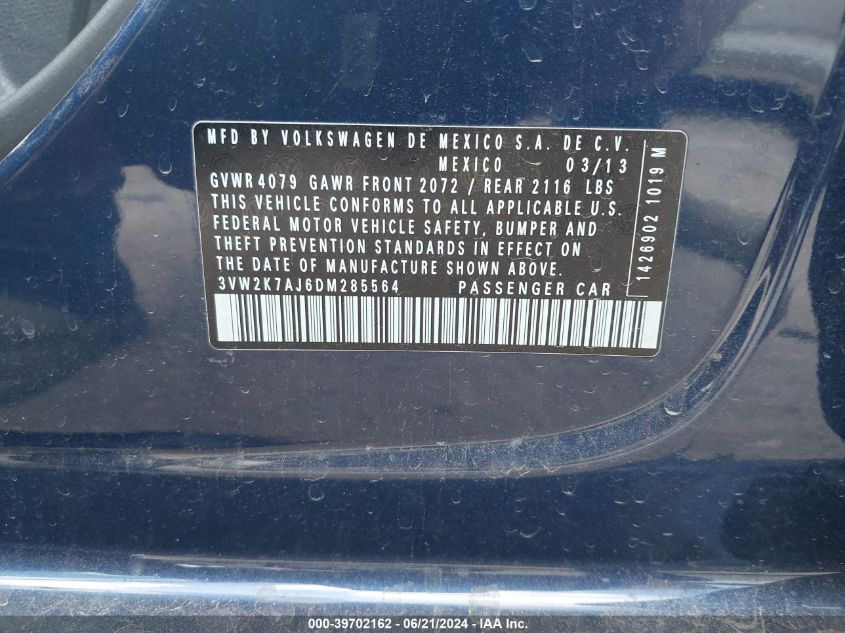 MFD BY VOLKSWAGEN DE MEXICO S.A. DE C.V.
MEXICO 03/13
GVWR 4079 GAWR FRONT 2072 / REAR 2116 LBS
THIS VEHICLE CONFORMS TO ALL APPLICABLE U.S.
FEDERAL MOTOR VEHICLE SAFETY, BUMPER AND
THEFT PREVENTION STANDARDS IN EFFECT ON
THE DATE OF MANUFACTURE SHOWN ABOVE.
3VW2K7AJ6DM285564 PASSENGER CAR
1426902 1019 M
000-39702162 - 06/21/2024 - IAA Inc.